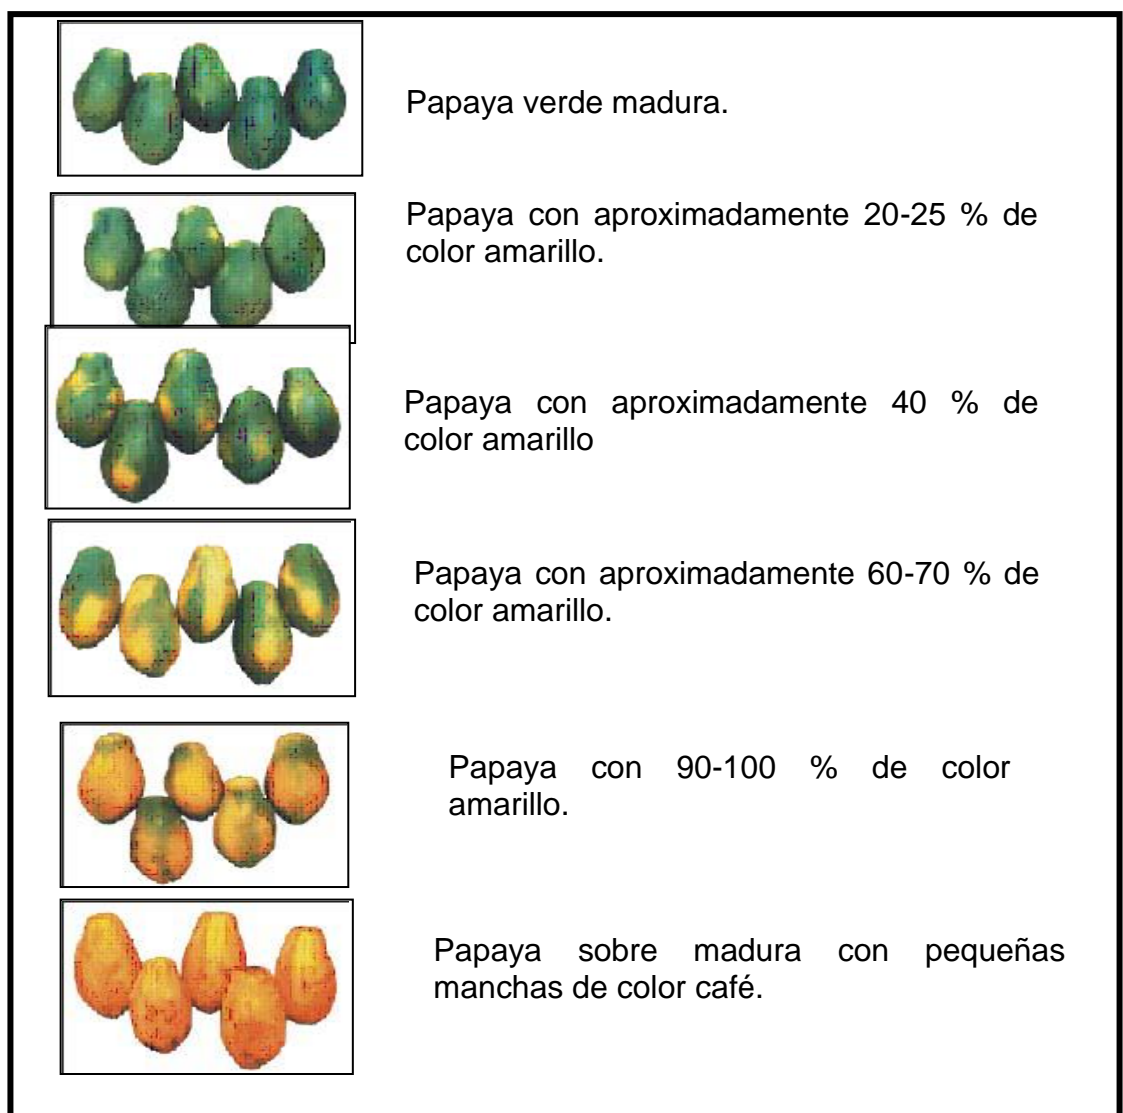 Papaya verde madura.
Papaya con aproximadamente 20-25 % de
color amarillo.
Papaya con aproximadamente 40 % de
color amarillo
Papaya con aproximadamente 60-70 % de
color amarillo.
Papaya con 90-100 % de color
amarillo.
Papaya sobre madura con pequeñas
manchas de color café.